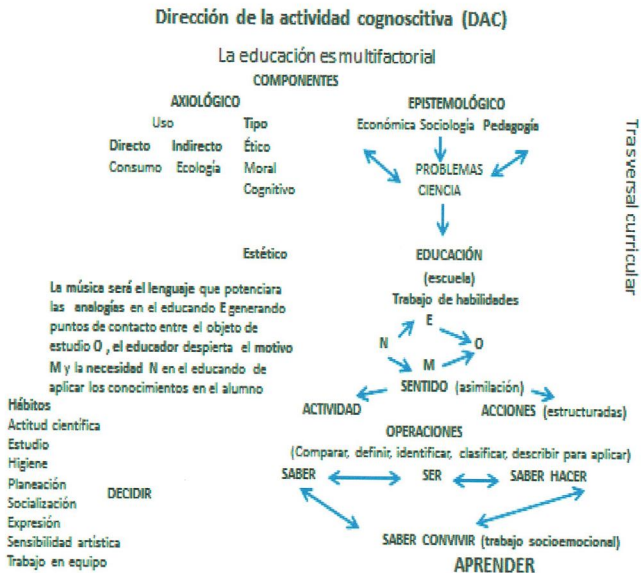 Dirección de la actividad cognoscitiva (DAC)
La educación es multifactorial
COMPONENTES
AXIOLÓGICO
Uso Tipo
Directo Indirecto Ético
Consumo Ecología Moral
Cognitivo
Estético
EPISTEMOLÓGICO
Económica Sociología Pedagogía
PROBLEMAS
CIENCIA
EDUCACIÓN
(escuela)
Trabajo de habilidades
E
N O
M
SENTIDO (asimilación)
ACTIVIDAD ACCIONES (estructuradas)
OPERACIONES
(Comparar, definir, identificar, clasificar, describir para aplicar)
SABER SER SABER HACER
SABER CONVIVIR (trabajo socioemocional)
APRENDER
La música será el lenguaje que potenciara
las analogías en el educando E generando
puntos de contacto entre el objeto de
estudio O , el educador despierta el motivo
M y la necesidad N en el educando de
aplicar los conocimientos en el alumno
Hábitos
Actitud científica
Estudio
Higiene
Planeación
Socialización
Expresión
Sensibilidad artística
Trabajo en equipo
DECIDIR
Trasversal curricular